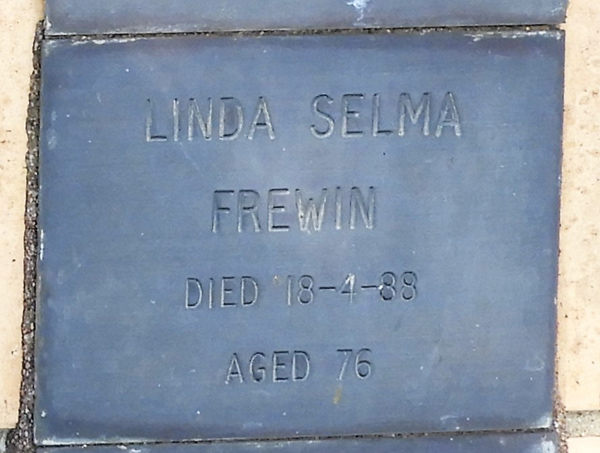 LINDA SELMA
FREWIN
DIED 18-4-88
AGED 76